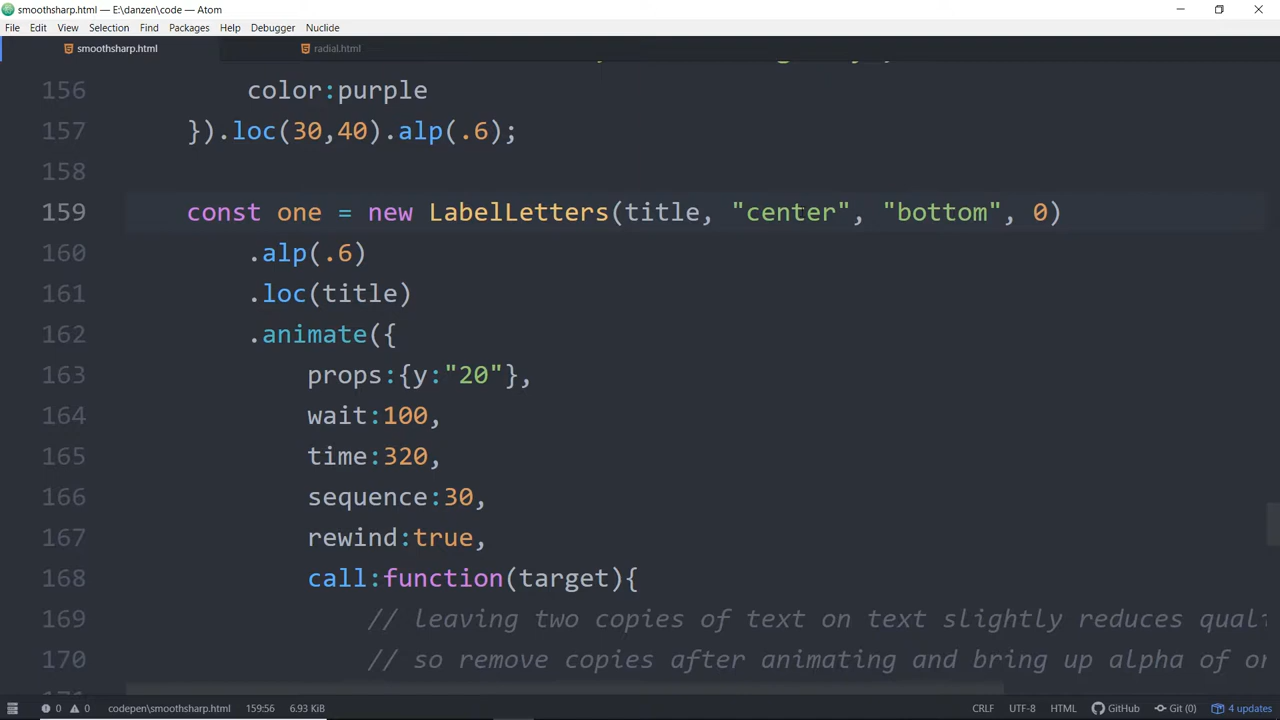 smoothsharp.html — E:\danzen\code — Atom
File Edit View Selection Find Packages Help Debugger Nuclide
smoothsharp.html radial.html
156 color:purple
157 }).loc(30,40).alp(.6);
158
159 const one = new LabelLetters(title, "center", "bottom", 0)
160 .alp(.6)
161 .loc(title)
162 .animate({
163 props:{y:"20"},
164 wait:100,
165 time:320,
166 sequence:30,
167 rewind:true,
168 call:function(target){
169 // leaving two copies of text on text slightly reduces quali
170 // so remove copies after animating and bring up alpha of or
0 0 codepen\smoothsharp.html 159:56 6.93 KiB CRLF UTF-8 HTML GitHub Git (0) 4 updates